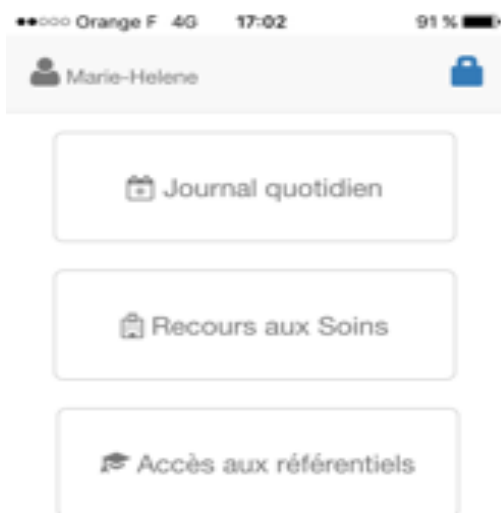 Orange F 4G 17:02 91 %
Marie-Helene
Journal quotidien
Recours aux Soins
Accès aux référentiels